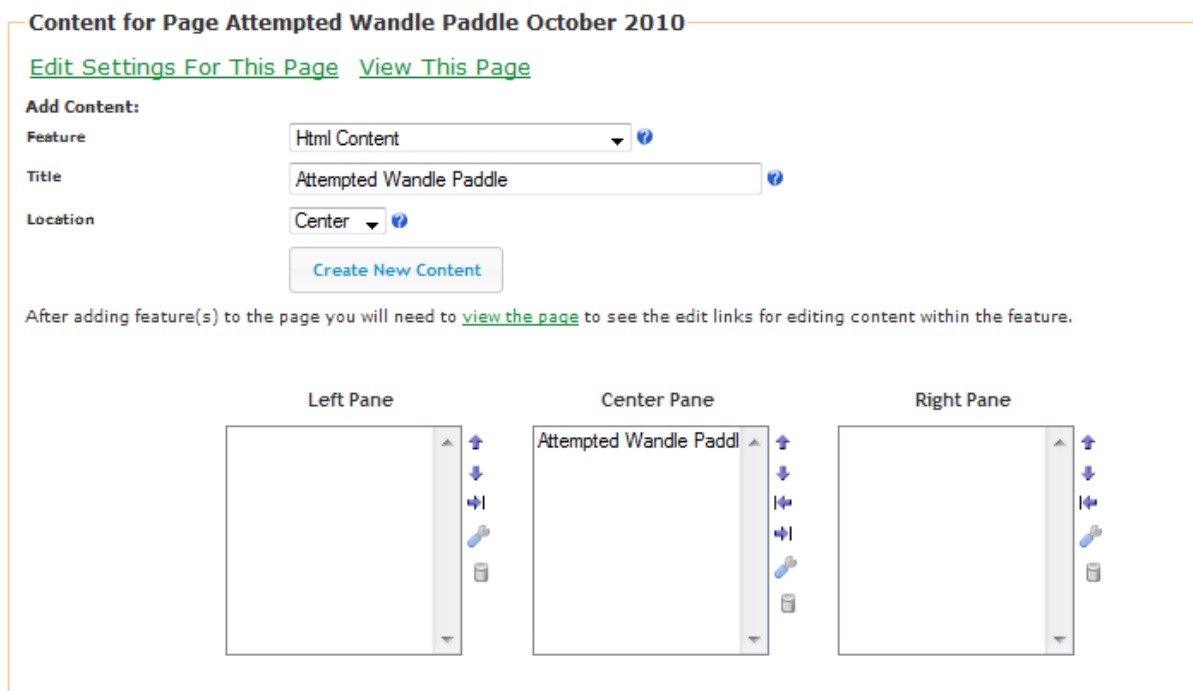 Content for Page Attempted Wandle Paddle October 2010
Edit Settings For This Page View This Page
Add Content:
Feature Html Content
Title Attempted Wandle Paddle
Location Center
Create New Content
After adding feature(s) to the page you will need to view the page to see the edit links for editing content within the feature.
Left Pane Center Pane Right Pane
Attempted Wandle Paddl